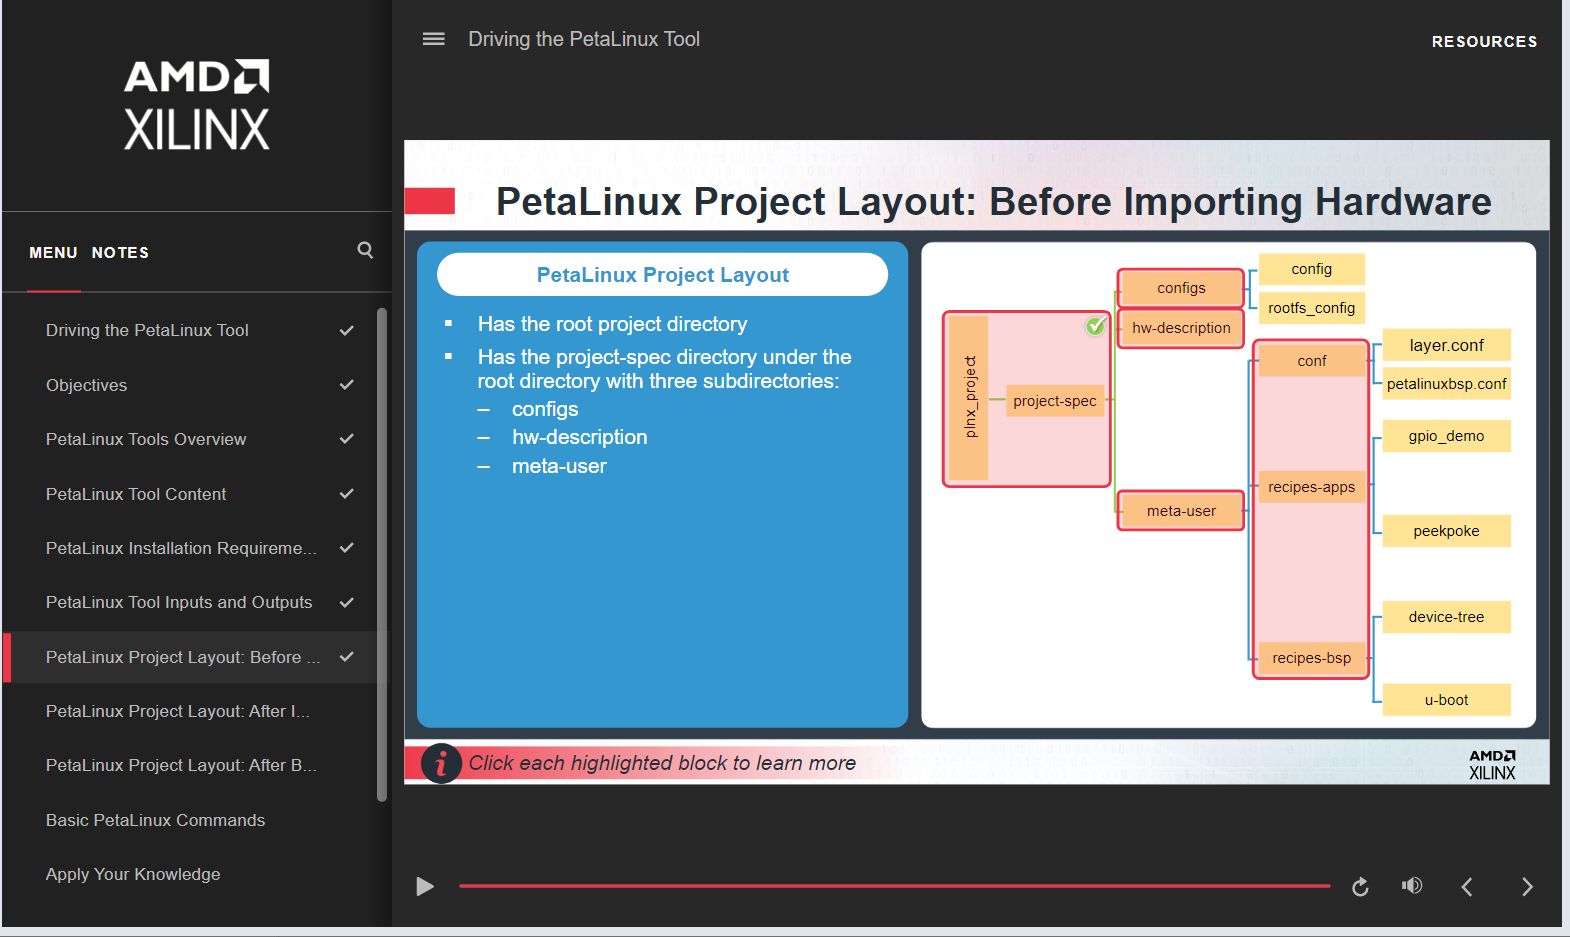 AMD
XILINX
MENU NOTES
Driving the PetaLinux Tool
Objectives
PetaLinux Tools Overview
PetaLinux Tool Content
PetaLinux Installation Requireme...
PetaLinux Tool Inputs and Outputs
PetaLinux Project Layout: Before ...
PetaLinux Project Layout: After I...
PetaLinux Project Layout: After B...
Basic PetaLinux Commands
Apply Your Knowledge
Driving the PetaLinux Tool
RESOURCES
PetaLinux Project Layout: Before Importing Hardware
PetaLinux Project Layout
▪ Has the root project directory
▪ Has the project-spec directory under the
root directory with three subdirectories:
– configs
– hw-description
– meta-user
plnx_project
project-spec
configs
hw-description
meta-user
config
rootfs_config
conf
recipes-apps
recipes-bsp
layer.conf
petalinuxbsp.conf
gpio_demo
peekpoke
device-tree
u-boot
i Click each highlighted block to learn more
AMD
XILINX